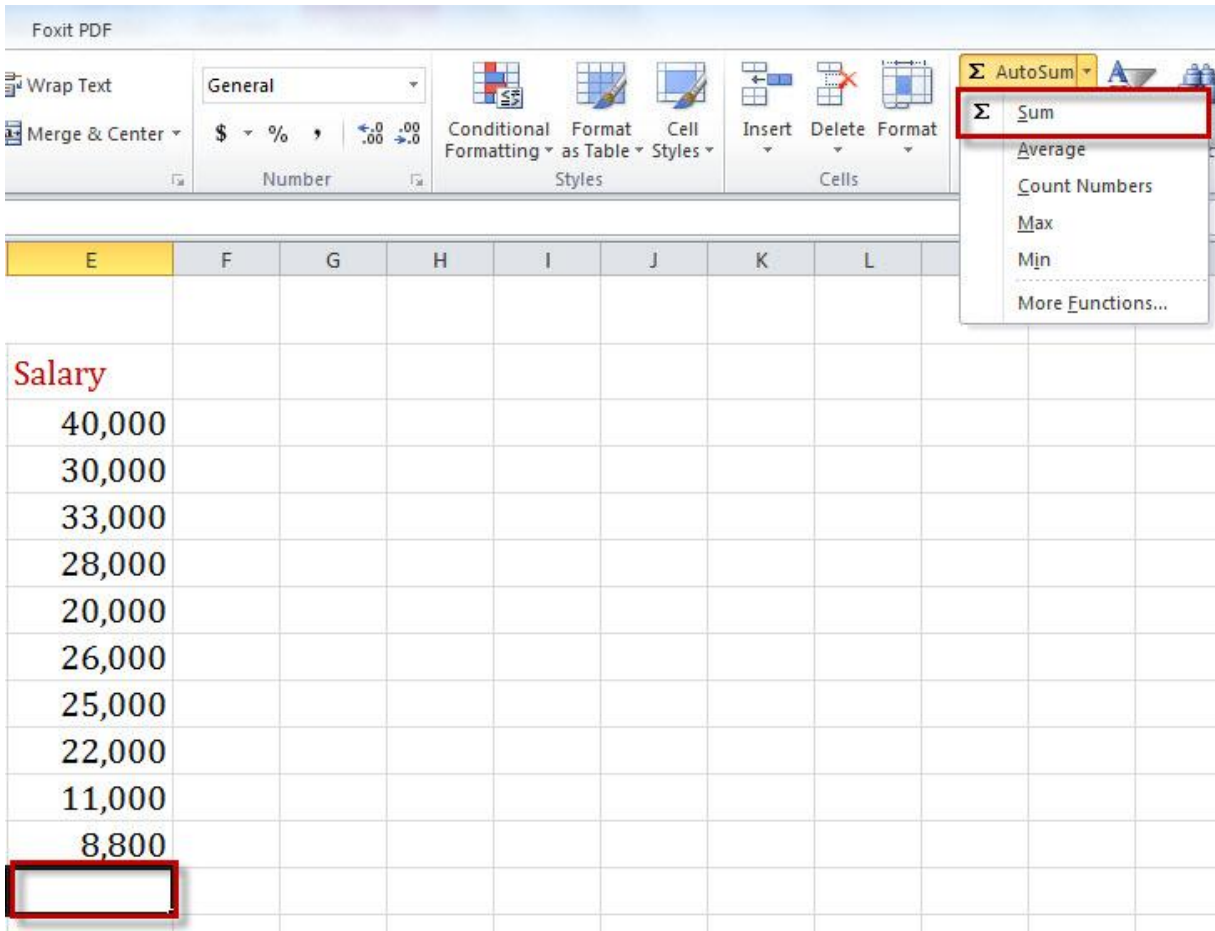 Foxit PDF
Wrap Text
General
Σ AutoSum
Merge & Center
$ % , .0 .00 .00 .0
Conditional Formatting
Format as Table
Cell Styles
Insert Delete Format
Number
Styles
Cells
Σ Sum
Average
Count Numbers
Max
Min
More Functions...
E F G H I J K L
Salary
40,000
30,000
33,000
28,000
20,000
26,000
25,000
22,000
11,000
8,800